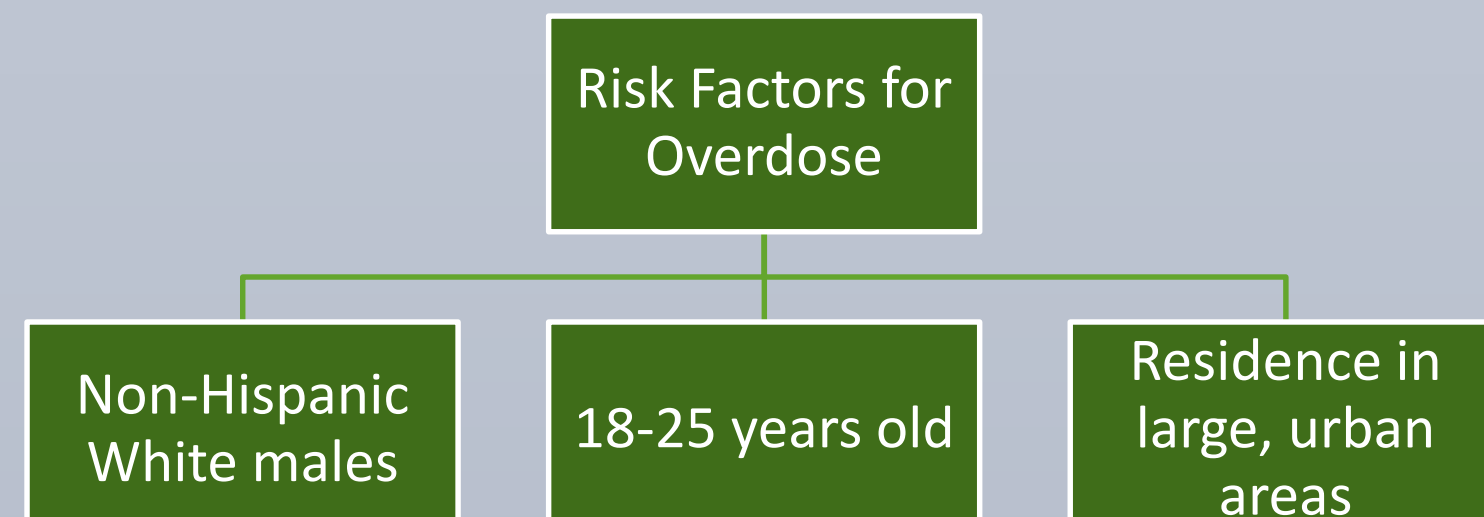 Risk Factors for
Overdose
Non-Hispanic
White males
18-25 years old
Residence in
large, urban
areas